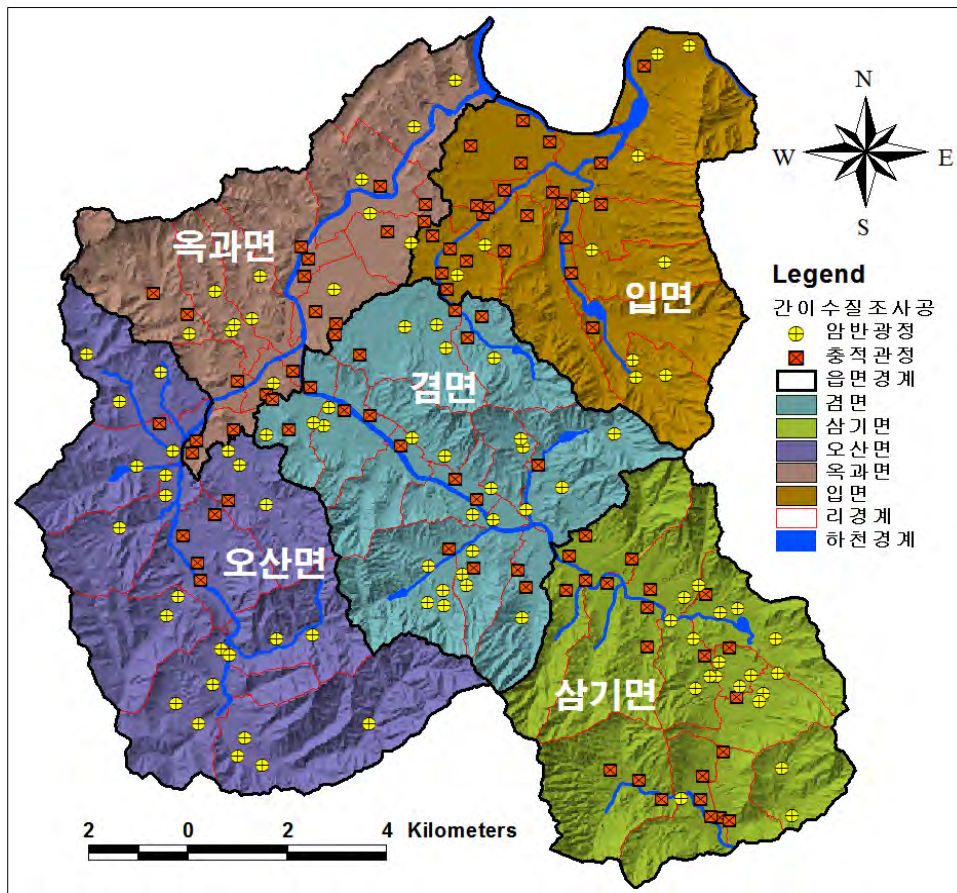 N
W E
S
옥과면
입면
겸면
오산면
삼기면
Legend
간이수질조사공
암반광정
충적관정
읍면경계
겸면
삼기면
오산면
옥과면
입면
리경계
하천경계
2 0 2 4 Kilometers